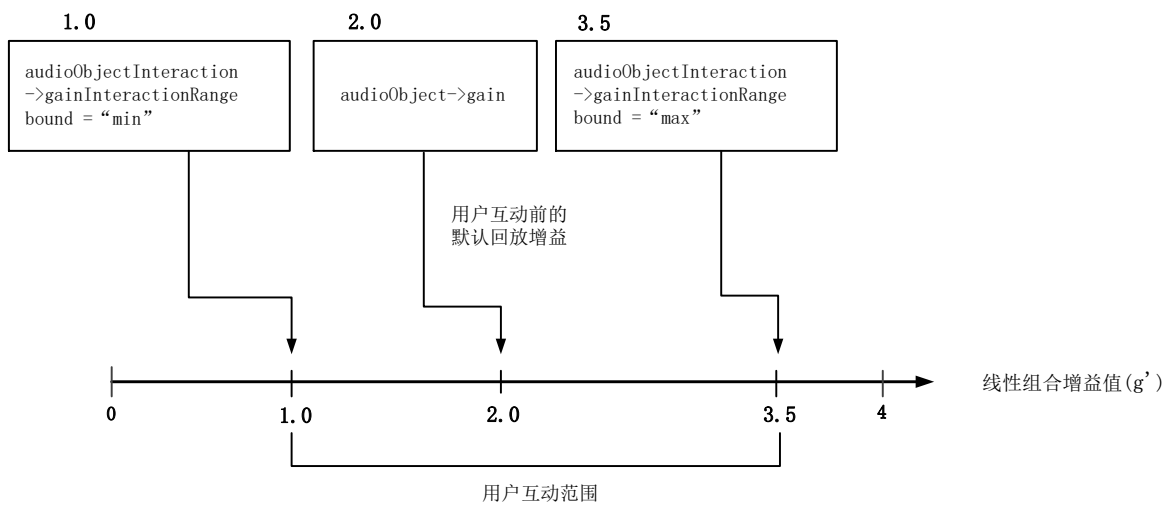 1.0
2.0
3.5
audioObjectInteraction
->gainInteractionRange
bound = “min”
audioObject->gain
audioObjectInteraction
->gainInteractionRange
bound = “max”
用户互动前的
默认回放增益
线性组合增益值(g’)
0
1.0
2.0
3.5
4
用户互动范围